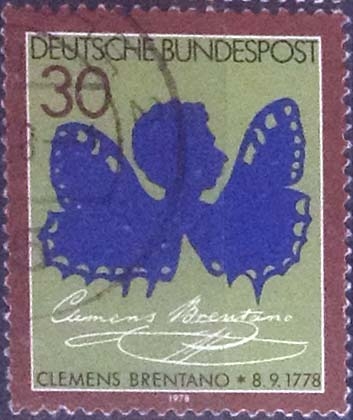 DEUTSCHE BUNDESPOST
30
Clemens Brentano
CLEMENS BRENTANO * 8.9.1778
1978